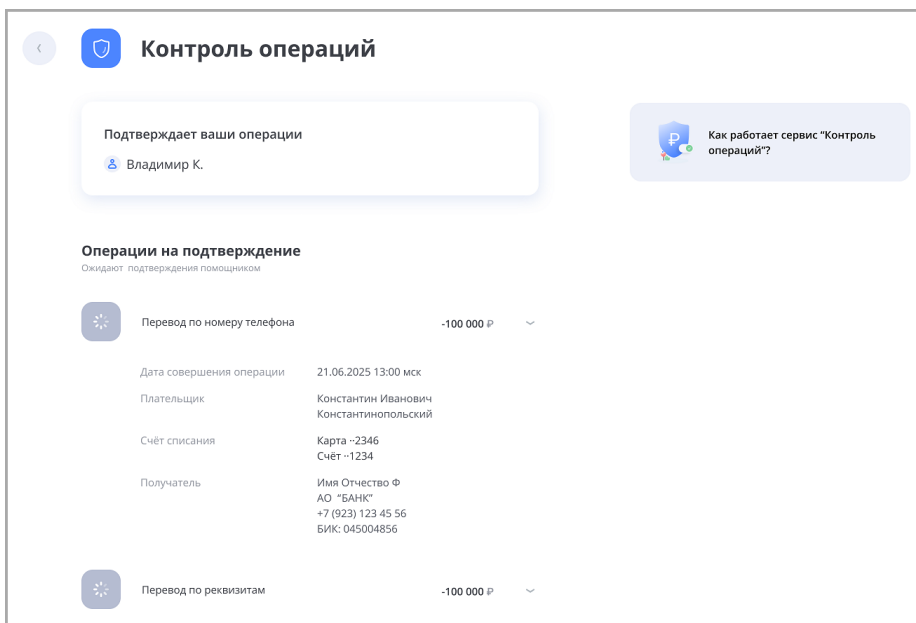 Контроль операций
Подтверждает ваши операции
Владимир К.
Как работает сервис “Контроль
операций”?
Операции на подтверждение
Ожидают подтверждения помощником
Перевод по номеру телефона
-100 000 ₽
Дата совершения операции
21.06.2025 13:00 мск
Плательщик
Константин Иванович
Константинопольский
Счёт списания
Карта ··2346
Счёт ··1234
Получатель
Имя Отчество Ф
АО “БАНК”
+7 (923) 123 45 56
БИК: 045004856
Перевод по реквизитам
-100 000 ₽